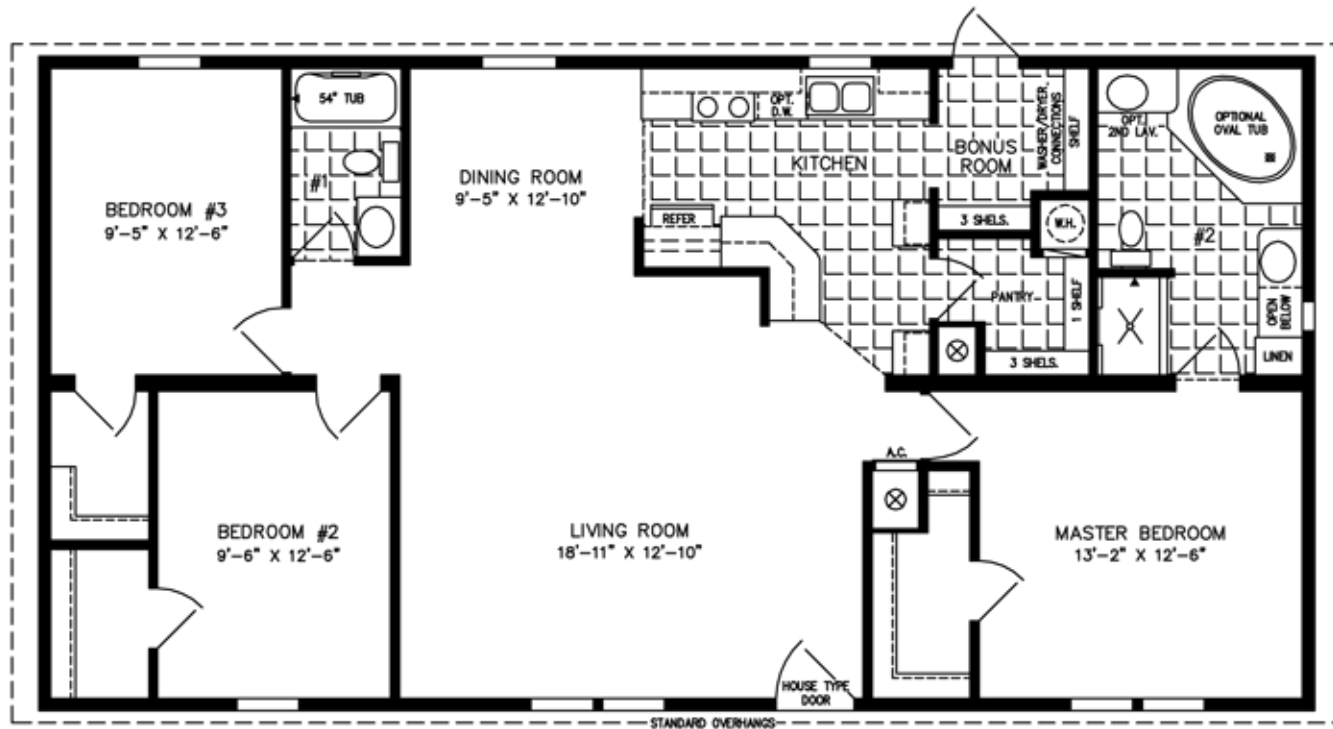 54" TUB
#1
BEDROOM #3
9'-5" X 12'-6"
DINING ROOM
9'-5" X 12'-10"
OPT.
D.W.
KITCHEN
REFER
BONUS
ROOM
WASHER/DRYER
CONNECTIONS
SHELF
3 SHELS.
W.H.
PANTRY
1 SHELF
3 SHELS.
OPT.
2ND LAV.
OPTIONAL
OVAL TUB
#2
OPEN
BELOW
LINEN
A.C.
BEDROOM #2
9'-6" X 12'-6"
LIVING ROOM
18'-11" X 12'-10"
MASTER BEDROOM
13'-2" X 12'-6"
HOUSE TYPE
DOOR
STANDARD OVERHANGS